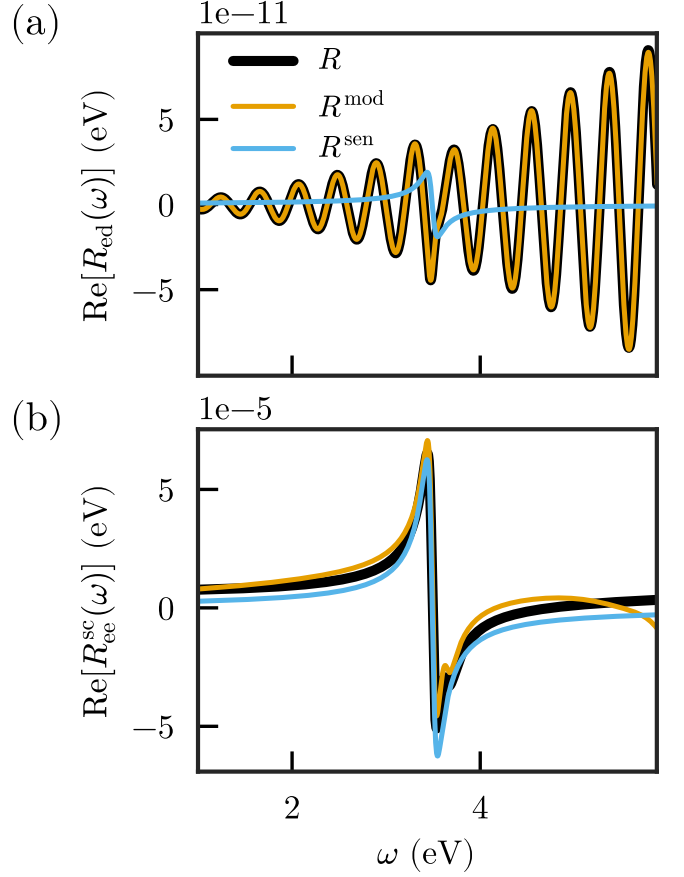 (a)
1e−11
R
R^mod
R^sen
5
0
−5
Re[R_ed(ω)] (eV)
(b)
1e−5
5
0
−5
Re[R^sc_ee(ω)] (eV)
2
4
ω (eV)